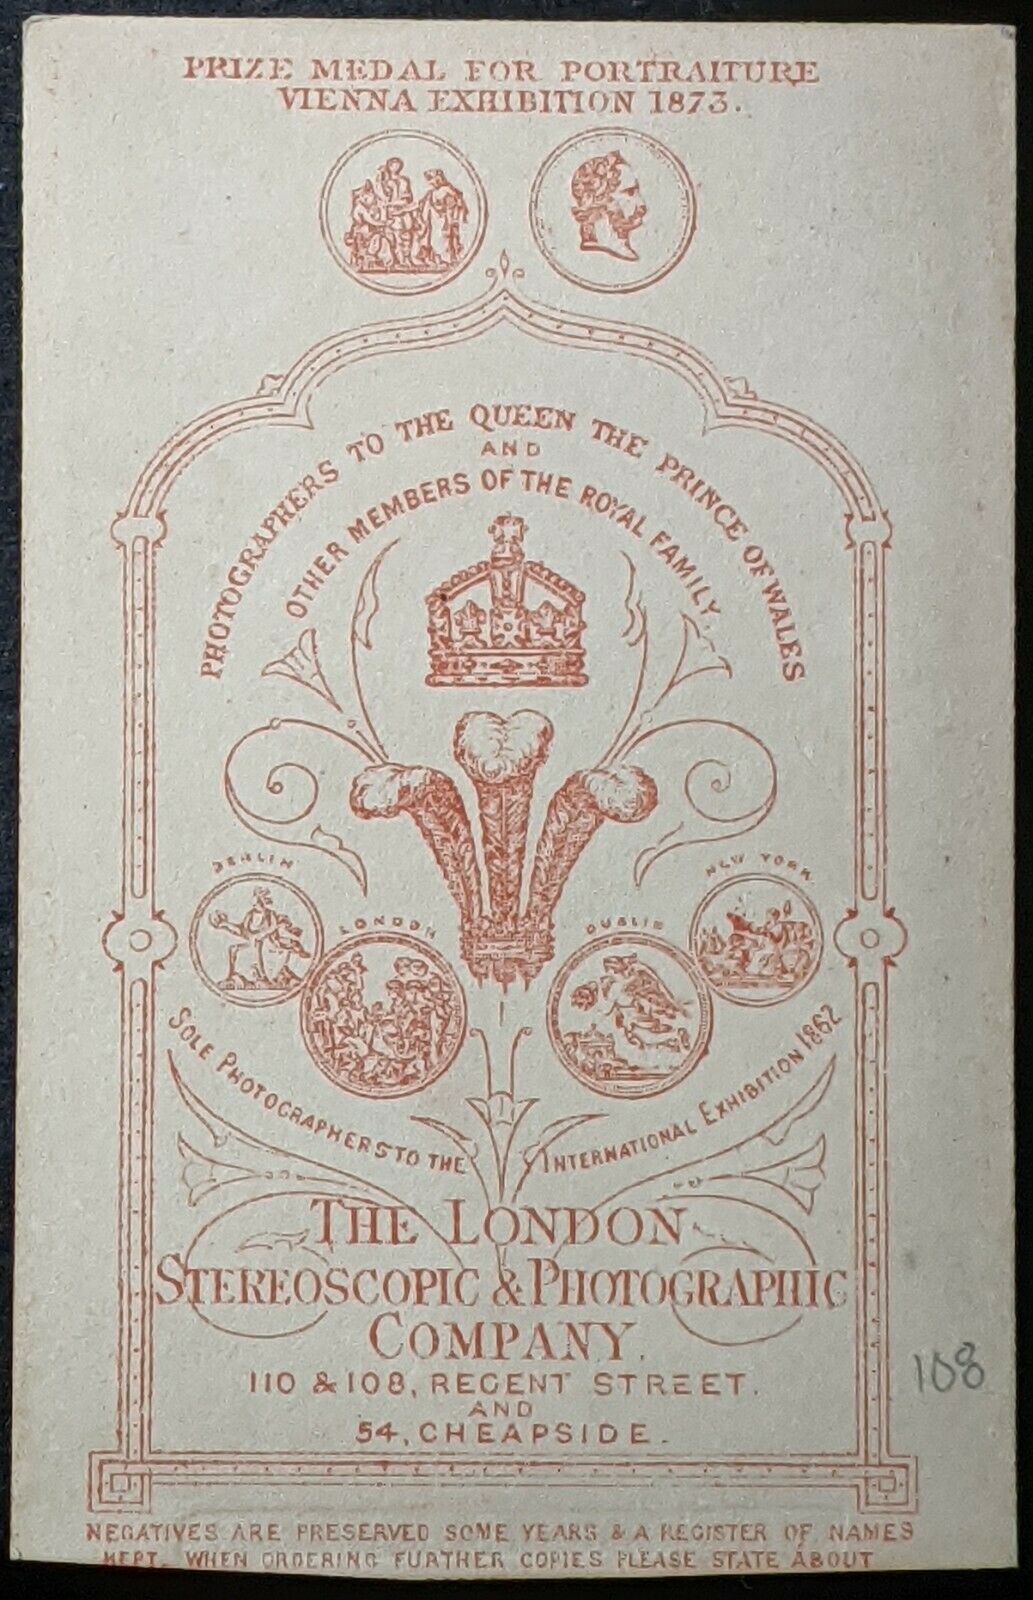 PRIZE MEDAL FOR PORTRAITURE
VIENNA EXHIBITION 1873.
PHOTOGRAPHERS TO THE QUEEN THE PRINCE OF WALES
AND
OTHER MEMBERS OF THE ROYAL FAMILY.
BERLIN
NEW YORK
LONDON
DUBLIN
SOLE PHOTOGRAPHERS TO THE INTERNATIONAL EXHIBITION 1862
THE LONDON
STEREOSCOPIC & PHOTOGRAPHIC
COMPANY.
110 & 108, REGENT STREET.
AND
54, CHEAPSIDE.
108
NEGATIVES ARE PRESERVED SOME YEARS & A REGISTER OF NAMES
KEPT. WHEN ORDERING FURTHER COPIES PLEASE STATE ABOUT